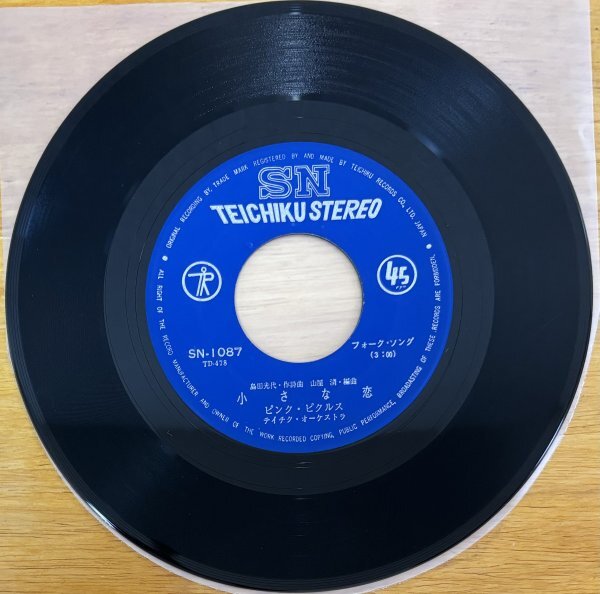 ORIGINAL RECORDING BY TRADE MARK REGISTERED BY AND MADE BY TEICHIKU RECORDS CO., LTD. JAPAN
SN
TEICHIKU STEREO
TR
45
rpm
SN-1087
TD-478
フォーク・ソング
(3:00)
島田光代・作詩曲 山屋 清・編曲
小さな恋
ピンク・ピクルス
テイチク・オーケストラ
ALL RIGHT OF THE RECORD MANUFACTURER AND OWNER OF THE WORK RECORDED COPYING, PUBLIC PERFORMANCE, BROADCASTING OF THESE RECORDS ARE FORBIDDEN.